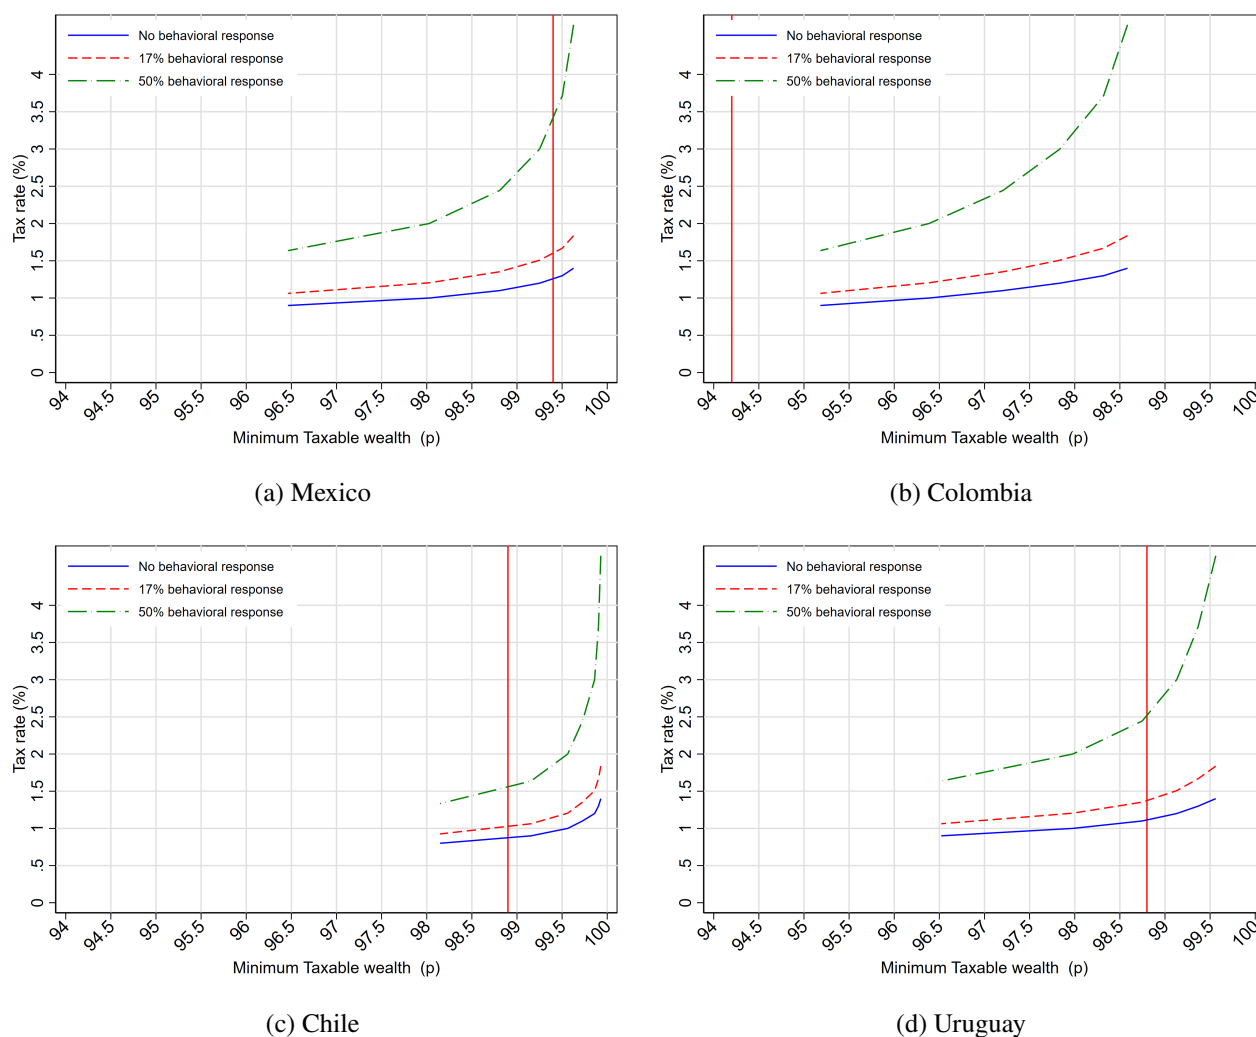 No behavioral response
17% behavioral response
50% behavioral response
Tax rate (%)
0 .5 1 1.5 2 2.5 3 3.5 4
94 94.5 95 95.5 96 96.5 97 97.5 98 98.5 99 99.5 100
Minimum Taxable wealth (p)
(a) Mexico
No behavioral response
17% behavioral response
50% behavioral response
Tax rate (%)
0 .5 1 1.5 2 2.5 3 3.5 4
94 94.5 95 95.5 96 96.5 97 97.5 98 98.5 99 99.5 100
Minimum Taxable wealth (p)
(b) Colombia
No behavioral response
17% behavioral response
50% behavioral response
Tax rate (%)
0 .5 1 1.5 2 2.5 3 3.5 4
94 94.5 95 95.5 96 96.5 97 97.5 98 98.5 99 99.5 100
Minimum Taxable wealth (p)
(c) Chile
No behavioral response
17% behavioral response
50% behavioral response
Tax rate (%)
0 .5 1 1.5 2 2.5 3 3.5 4
94 94.5 95 95.5 96 96.5 97 97.5 98 98.5 99 99.5 100
Minimum Taxable wealth (p)
(d) Uruguay